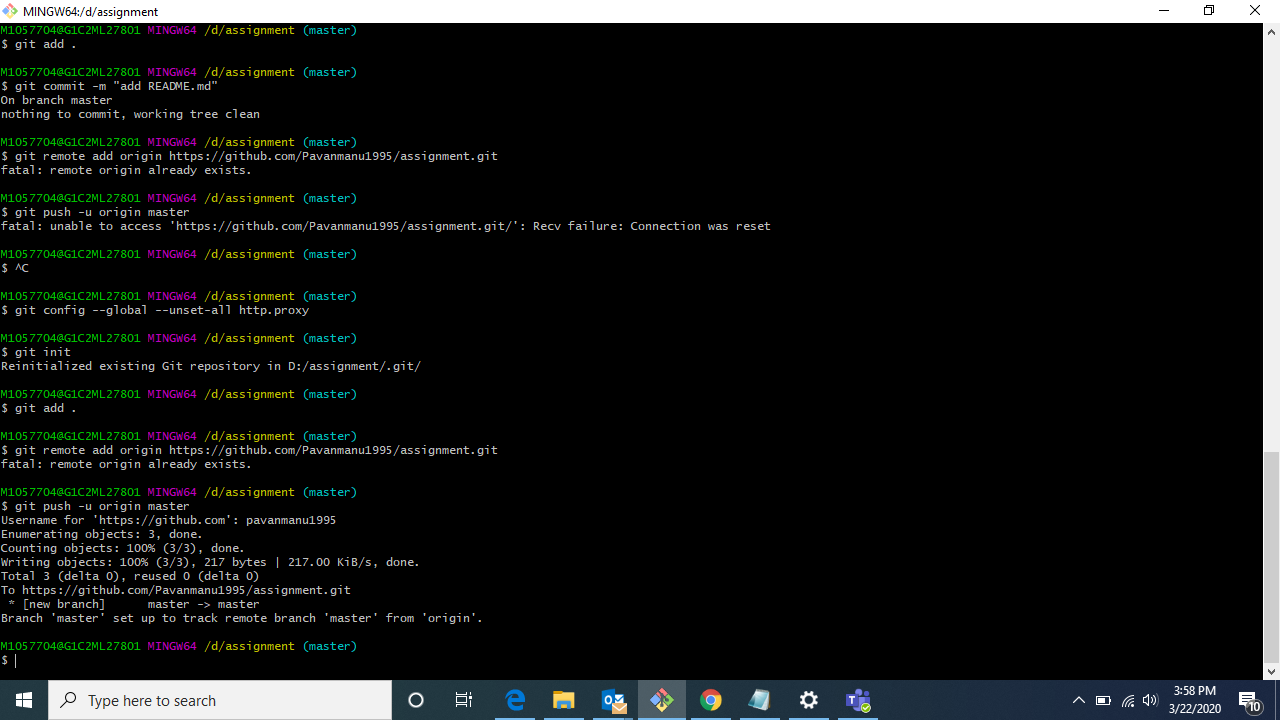 MINGW64:/d/assignment
M1057704@G1C2ML27801 MINGW64 /d/assignment (master)
$ git add .
M1057704@G1C2ML27801 MINGW64 /d/assignment (master)
$ git commit -m "add README.md"
On branch master
nothing to commit, working tree clean
M1057704@G1C2ML27801 MINGW64 /d/assignment (master)
$ git remote add origin https://github.com/Pavanmanu1995/assignment.git
fatal: remote origin already exists.
M1057704@G1C2ML27801 MINGW64 /d/assignment (master)
$ git push -u origin master
fatal: unable to access 'https://github.com/Pavanmanu1995/assignment.git/': Recv failure: Connection was reset
M1057704@G1C2ML27801 MINGW64 /d/assignment (master)
$ ^C
M1057704@G1C2ML27801 MINGW64 /d/assignment (master)
$ git config --global --unset-all http.proxy
M1057704@G1C2ML27801 MINGW64 /d/assignment (master)
$ git init
Reinitialized existing Git repository in D:/assignment/.git/
M1057704@G1C2ML27801 MINGW64 /d/assignment (master)
$ git add .
M1057704@G1C2ML27801 MINGW64 /d/assignment (master)
$ git remote add origin https://github.com/Pavanmanu1995/assignment.git
fatal: remote origin already exists.
M1057704@G1C2ML27801 MINGW64 /d/assignment (master)
$ git push -u origin master
Username for 'https://github.com': pavanmanu1995
Enumerating objects: 3, done.
Counting objects: 100% (3/3), done.
Writing objects: 100% (3/3), 217 bytes | 217.00 KiB/s, done.
Total 3 (delta 0), reused 0 (delta 0)
To https://github.com/Pavanmanu1995/assignment.git
 * [new branch]      master -> master
Branch 'master' set up to track remote branch 'master' from 'origin'.
M1057704@G1C2ML27801 MINGW64 /d/assignment (master)
$
Type here to search
3:58 PM
3/22/2020
10